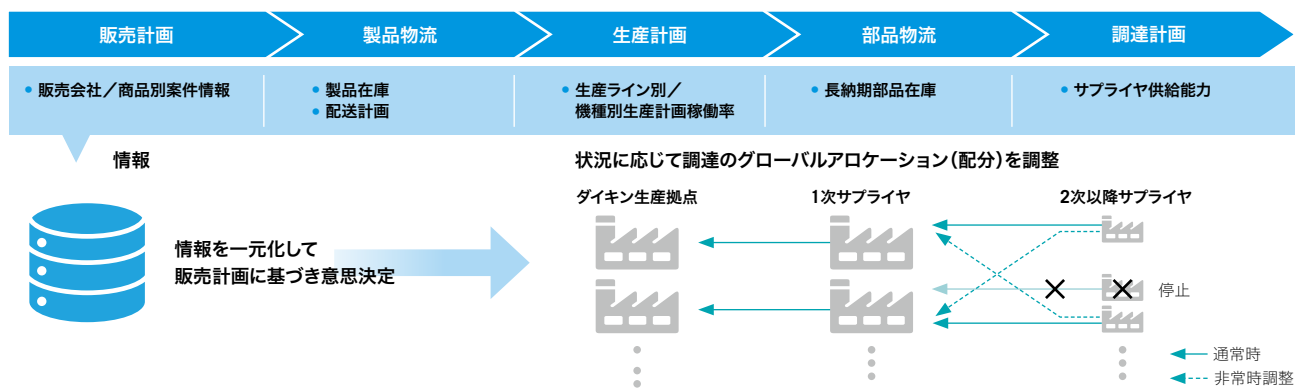 販売計画
製品物流
生産計画
部品物流
調達計画
• 販売会社／商品別案件情報
• 製品在庫
• 配送計画
• 生産ライン別／
機種別生産計画稼働率
• 長納期部品在庫
• サプライヤ供給能力
情報
状況に応じて調達のグローバルアロケーション（配分）を調整
ダイキン生産拠点
1次サプライヤ
2次以降サプライヤ
情報を一元化して
販売計画に基づき意思決定
停止
通常時
非常時調整